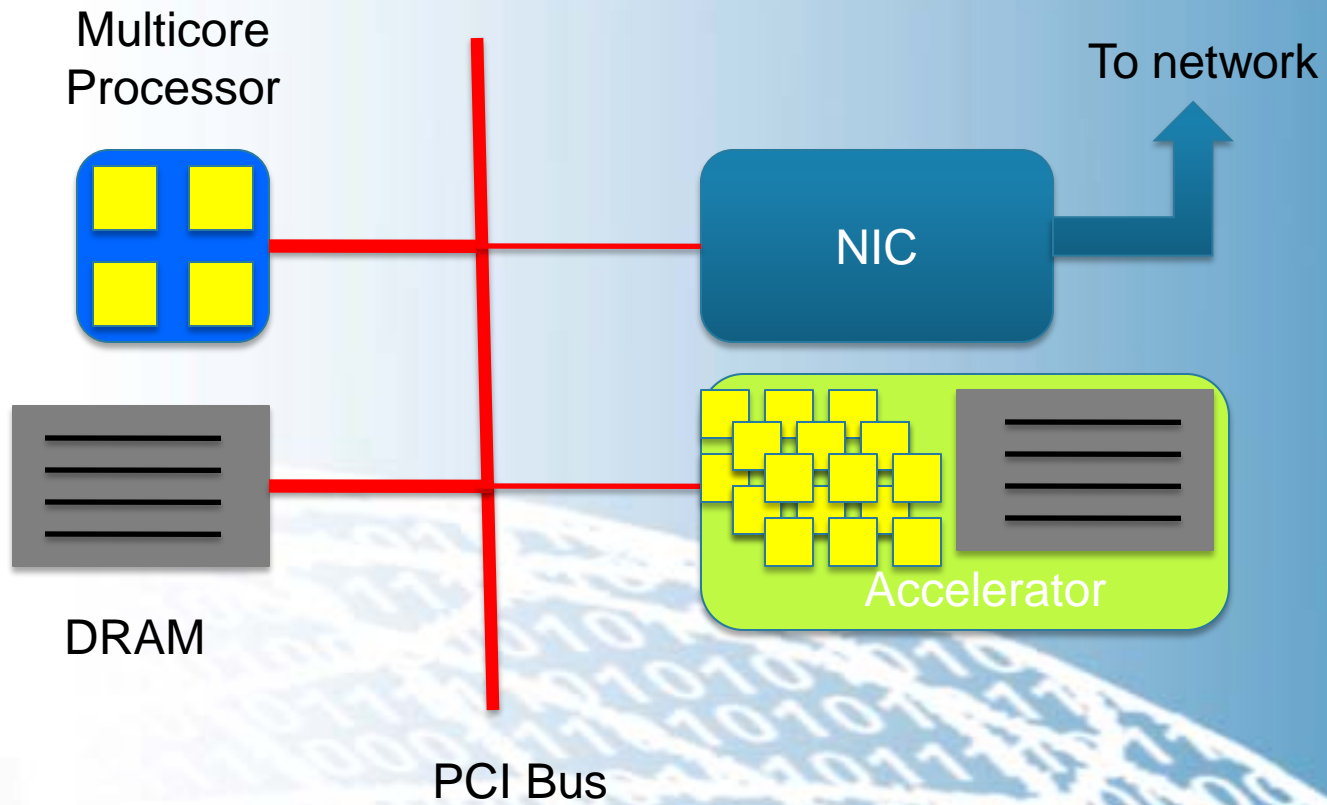 Multicore
Processor
To network
NIC
Accelerator
DRAM
PCI Bus